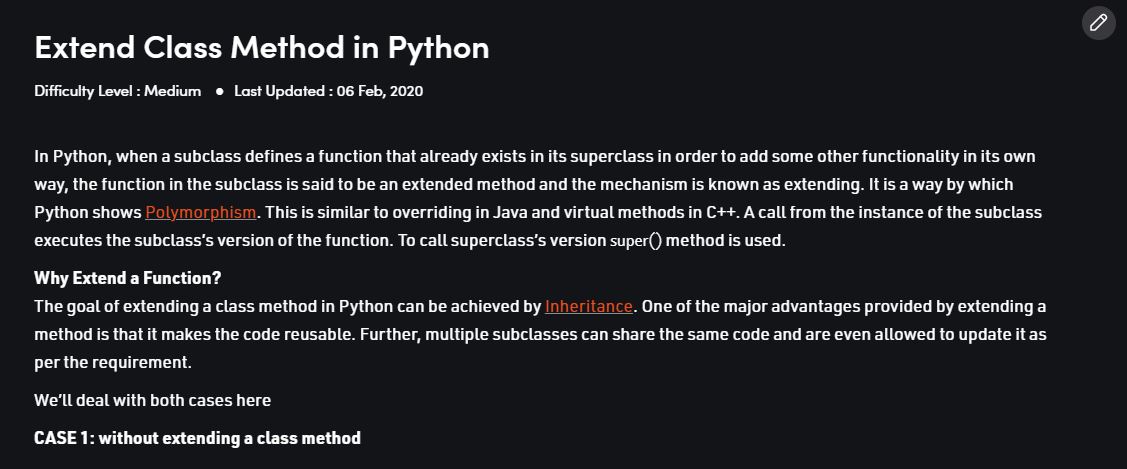 Extend Class Method in Python
Difficulty Level : Medium ● Last Updated : 06 Feb, 2020
In Python, when a subclass defines a function that already exists in its superclass in order to add some other functionality in its own
way, the function in the subclass is said to be an extended method and the mechanism is known as extending. It is a way by which
Python shows Polymorphism. This is similar to overriding in Java and virtual methods in C++. A call from the instance of the subclass
executes the subclass's version of the function. To call superclass's version super() method is used.
Why Extend a Function?
The goal of extending a class method in Python can be achieved by Inheritance. One of the major advantages provided by extending a
method is that it makes the code reusable. Further, multiple subclasses can share the same code and are even allowed to update it as
per the requirement.
We'll deal with both cases here
CASE 1: without extending a class method